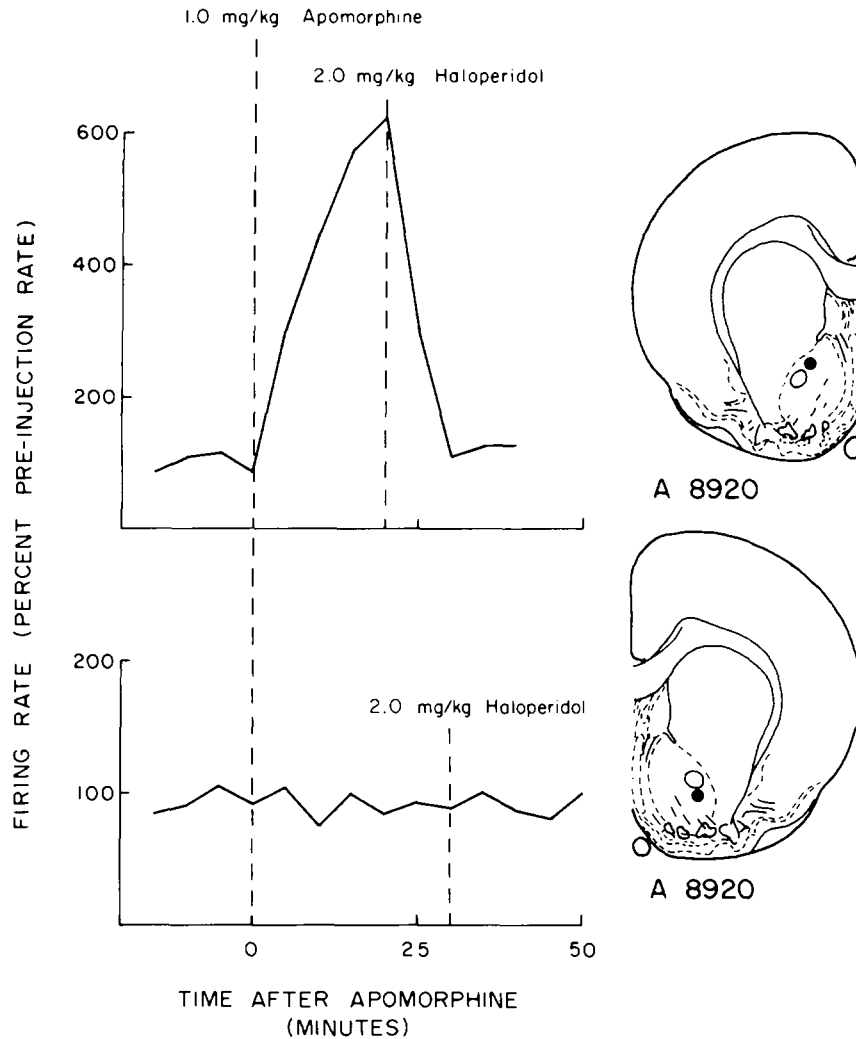 1.0 mg/kg Apomorphine
2.0 mg/kg Haloperidol
600
400
200
A 8920
FIRING RATE (PERCENT PRE-INJECTION RATE)
200
2.0 mg/kg Haloperidol
100
A 8920
0 25 50
TIME AFTER APOMORPHINE
(MINUTES)